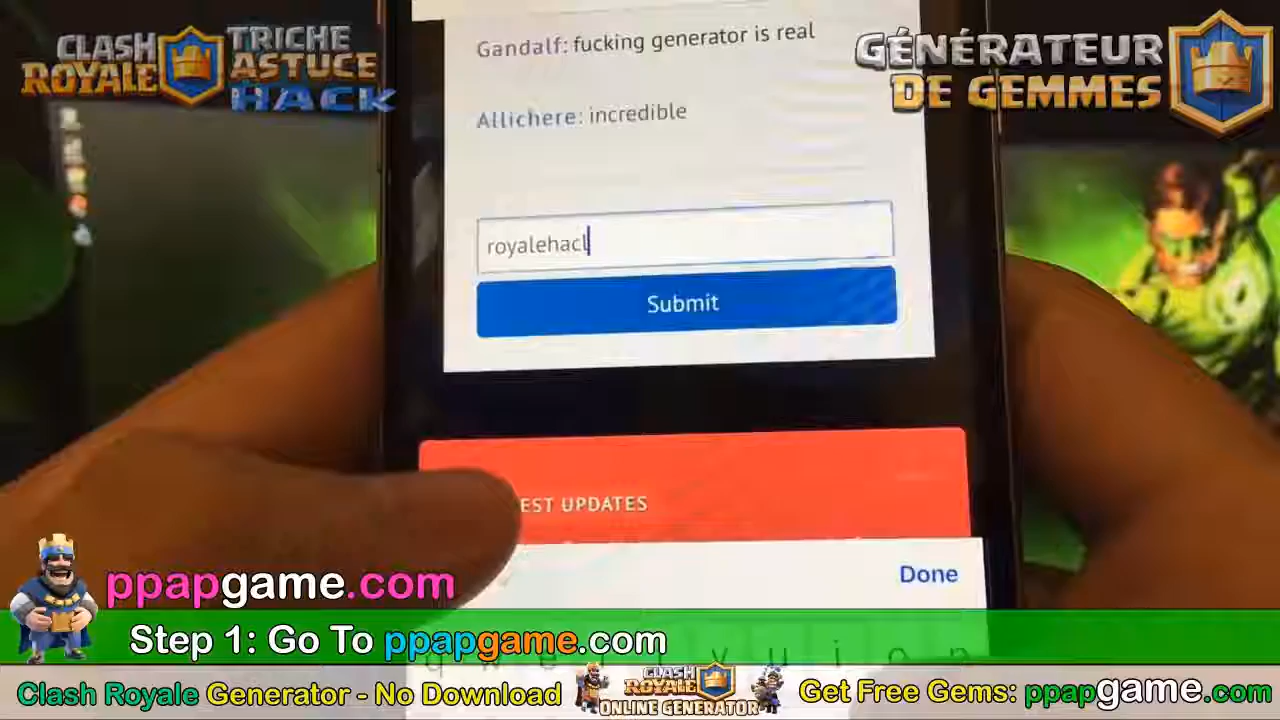 CLASH ROYALE
TRICHE ASTUCE HACK
GÉNÉRATEUR
DE GEMMES
Gandalf: fucking generator is real
Allichere: incredible
royalehacl
Submit
EST UPDATES
Done
ppapgame.com
Step 1: Go To ppapgame.com
Clash Royale Generator - No Download
CLASH ROYALE
ONLINE GENERATOR
Get Free Gems: ppapgame.com